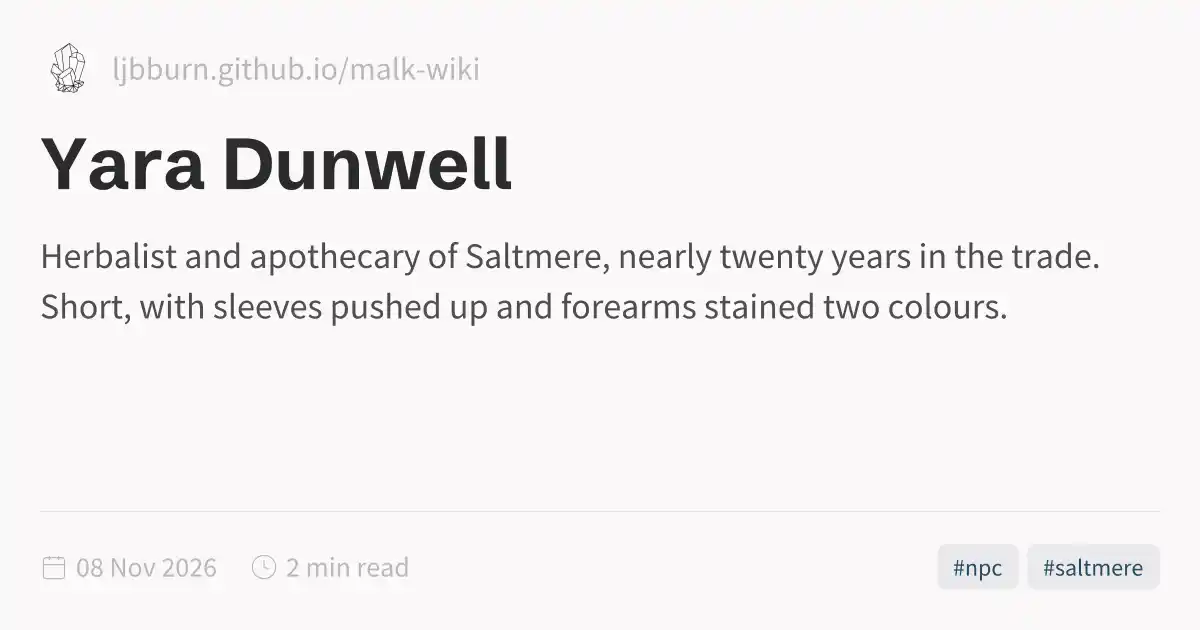 ljbburn.github.io/malk-wiki
Yara Dunwell
Herbalist and apothecary of Saltmere, nearly twenty years in the trade.
Short, with sleeves pushed up and forearms stained two colours.
08 Nov 2026 2 min read #npc #saltmere